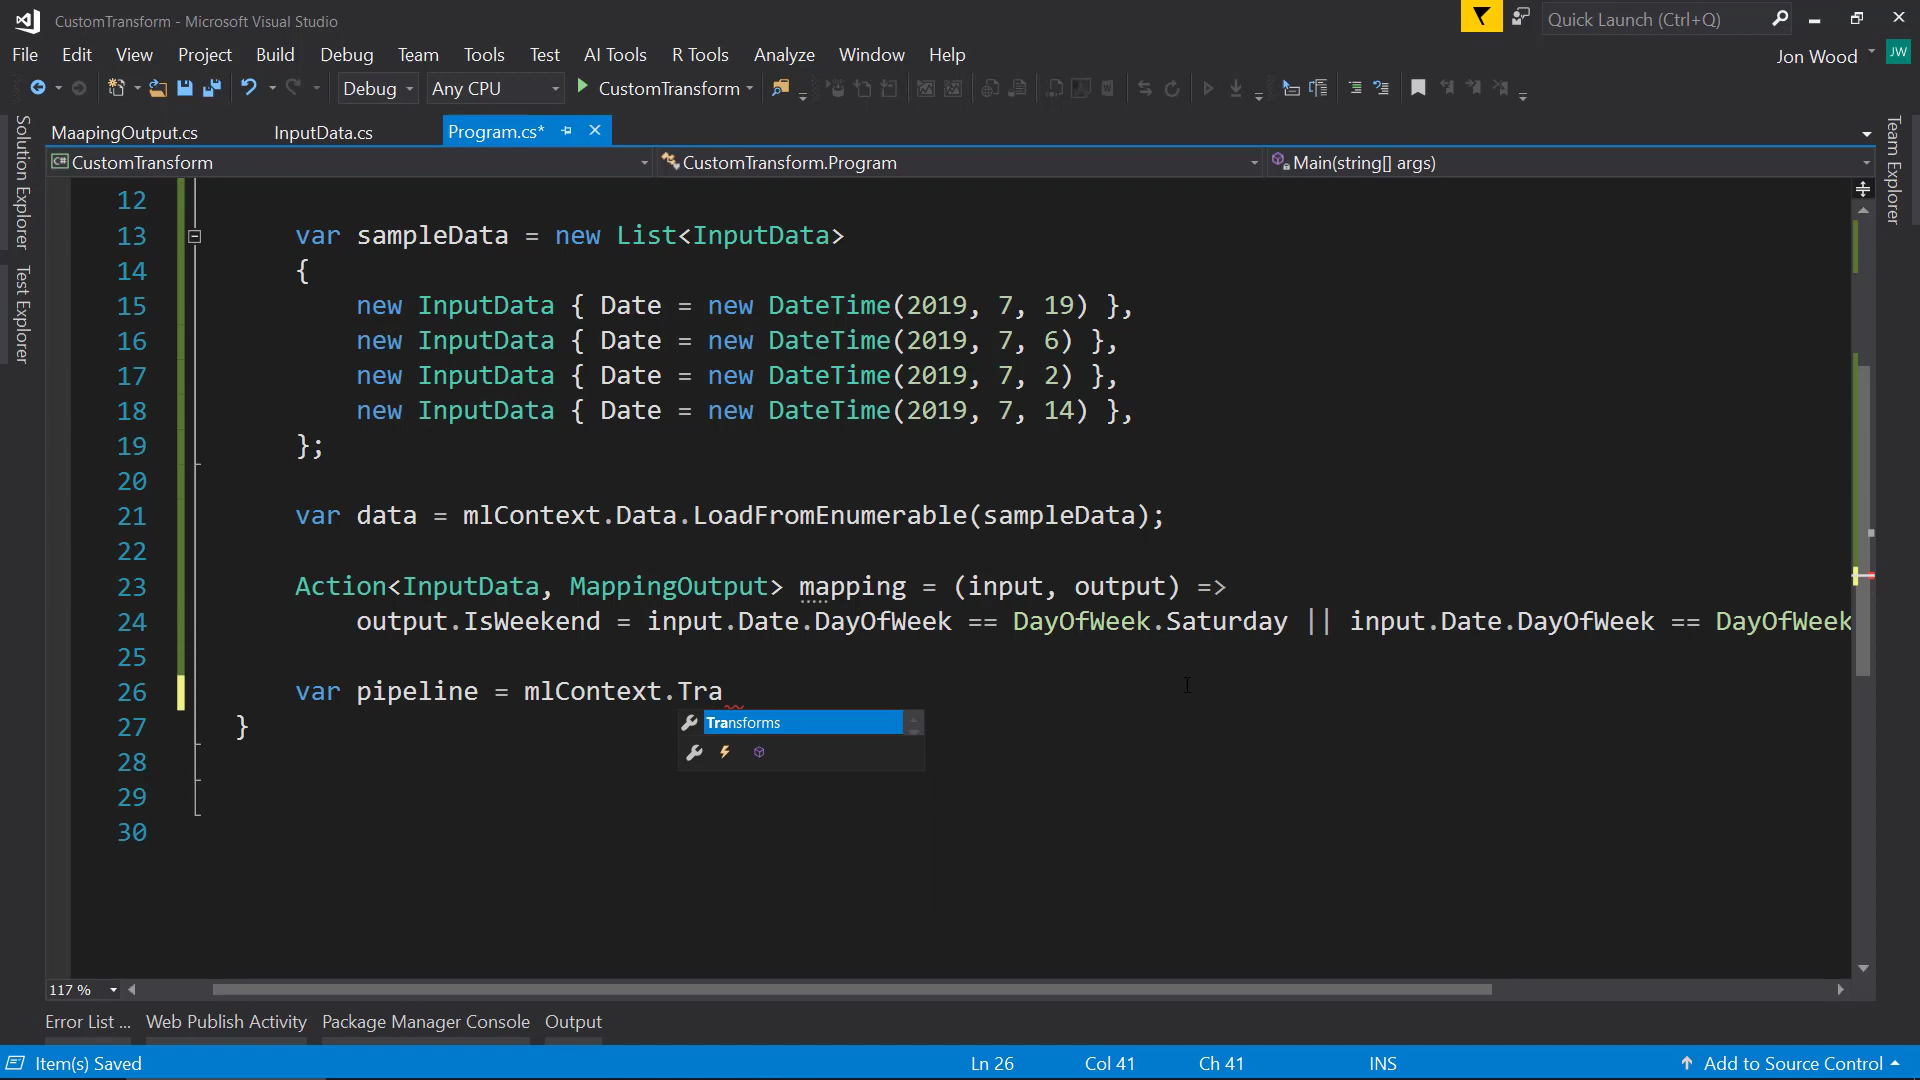 CustomTransform - Microsoft Visual Studio
Quick Launch (Ctrl+Q)
File Edit View Project Build Debug Team Tools Test AI Tools R Tools Analyze Window Help
Jon Wood JW
Debug Any CPU CustomTransform
MaapingOutput.cs InputData.cs Program.cs*
C# CustomTransform CustomTransform.Program Main(string[] args)
Solution Explorer
Test Explorer
Team Explorer
12
13 var sampleData = new List<InputData>
14 {
15 new InputData { Date = new DateTime(2019, 7, 19) },
16 new InputData { Date = new DateTime(2019, 7, 6) },
17 new InputData { Date = new DateTime(2019, 7, 2) },
18 new InputData { Date = new DateTime(2019, 7, 14) },
19 };
20
21 var data = mlContext.Data.LoadFromEnumerable(sampleData);
22
23 Action<InputData, MappingOutput> mapping = (input, output) =>
24 output.IsWeekend = input.Date.DayOfWeek == DayOfWeek.Saturday || input.Date.DayOfWeek == DayOfWeek
25
26 var pipeline = mlContext.Tra
Transforms
27 }
28
29
30
117 %
Error List ... Web Publish Activity Package Manager Console Output
Item(s) Saved Ln 26 Col 41 Ch 41 INS Add to Source Control